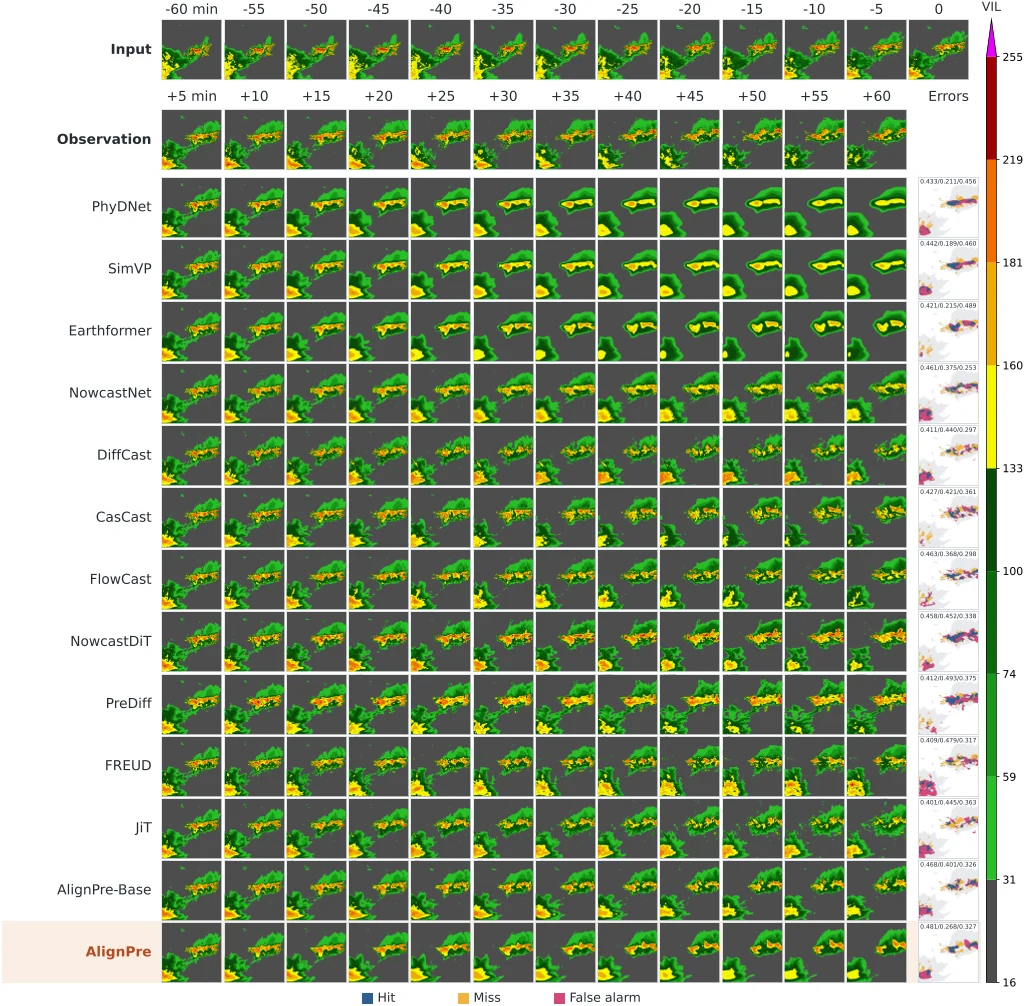 -60 min -55 -50 -45 -40 -35 -30 -25 -20 -15 -10 -5 0 VIL
Input
255
+5 min +10 +15 +20 +25 +30 +35 +40 +45 +50 +55 +60 Errors
Observation
219
0.433/0.211/0.456
PhyDNet
0.442/0.189/0.460
181
SimVP
0.421/0.215/0.489
Earthformer
160
0.461/0.375/0.253
NowcastNet
0.411/0.440/0.297
DiffCast
133
0.427/0.421/0.361
CasCast
0.463/0.368/0.298
100
FlowCast
0.458/0.452/0.338
NowcastDiT
74
0.412/0.493/0.375
PreDiff
0.409/0.479/0.317
FREUD
59
0.401/0.445/0.363
JiT
0.468/0.401/0.326
31
AlignPre-Base
0.481/0.268/0.327
AlignPre
16
Hit Miss False alarm